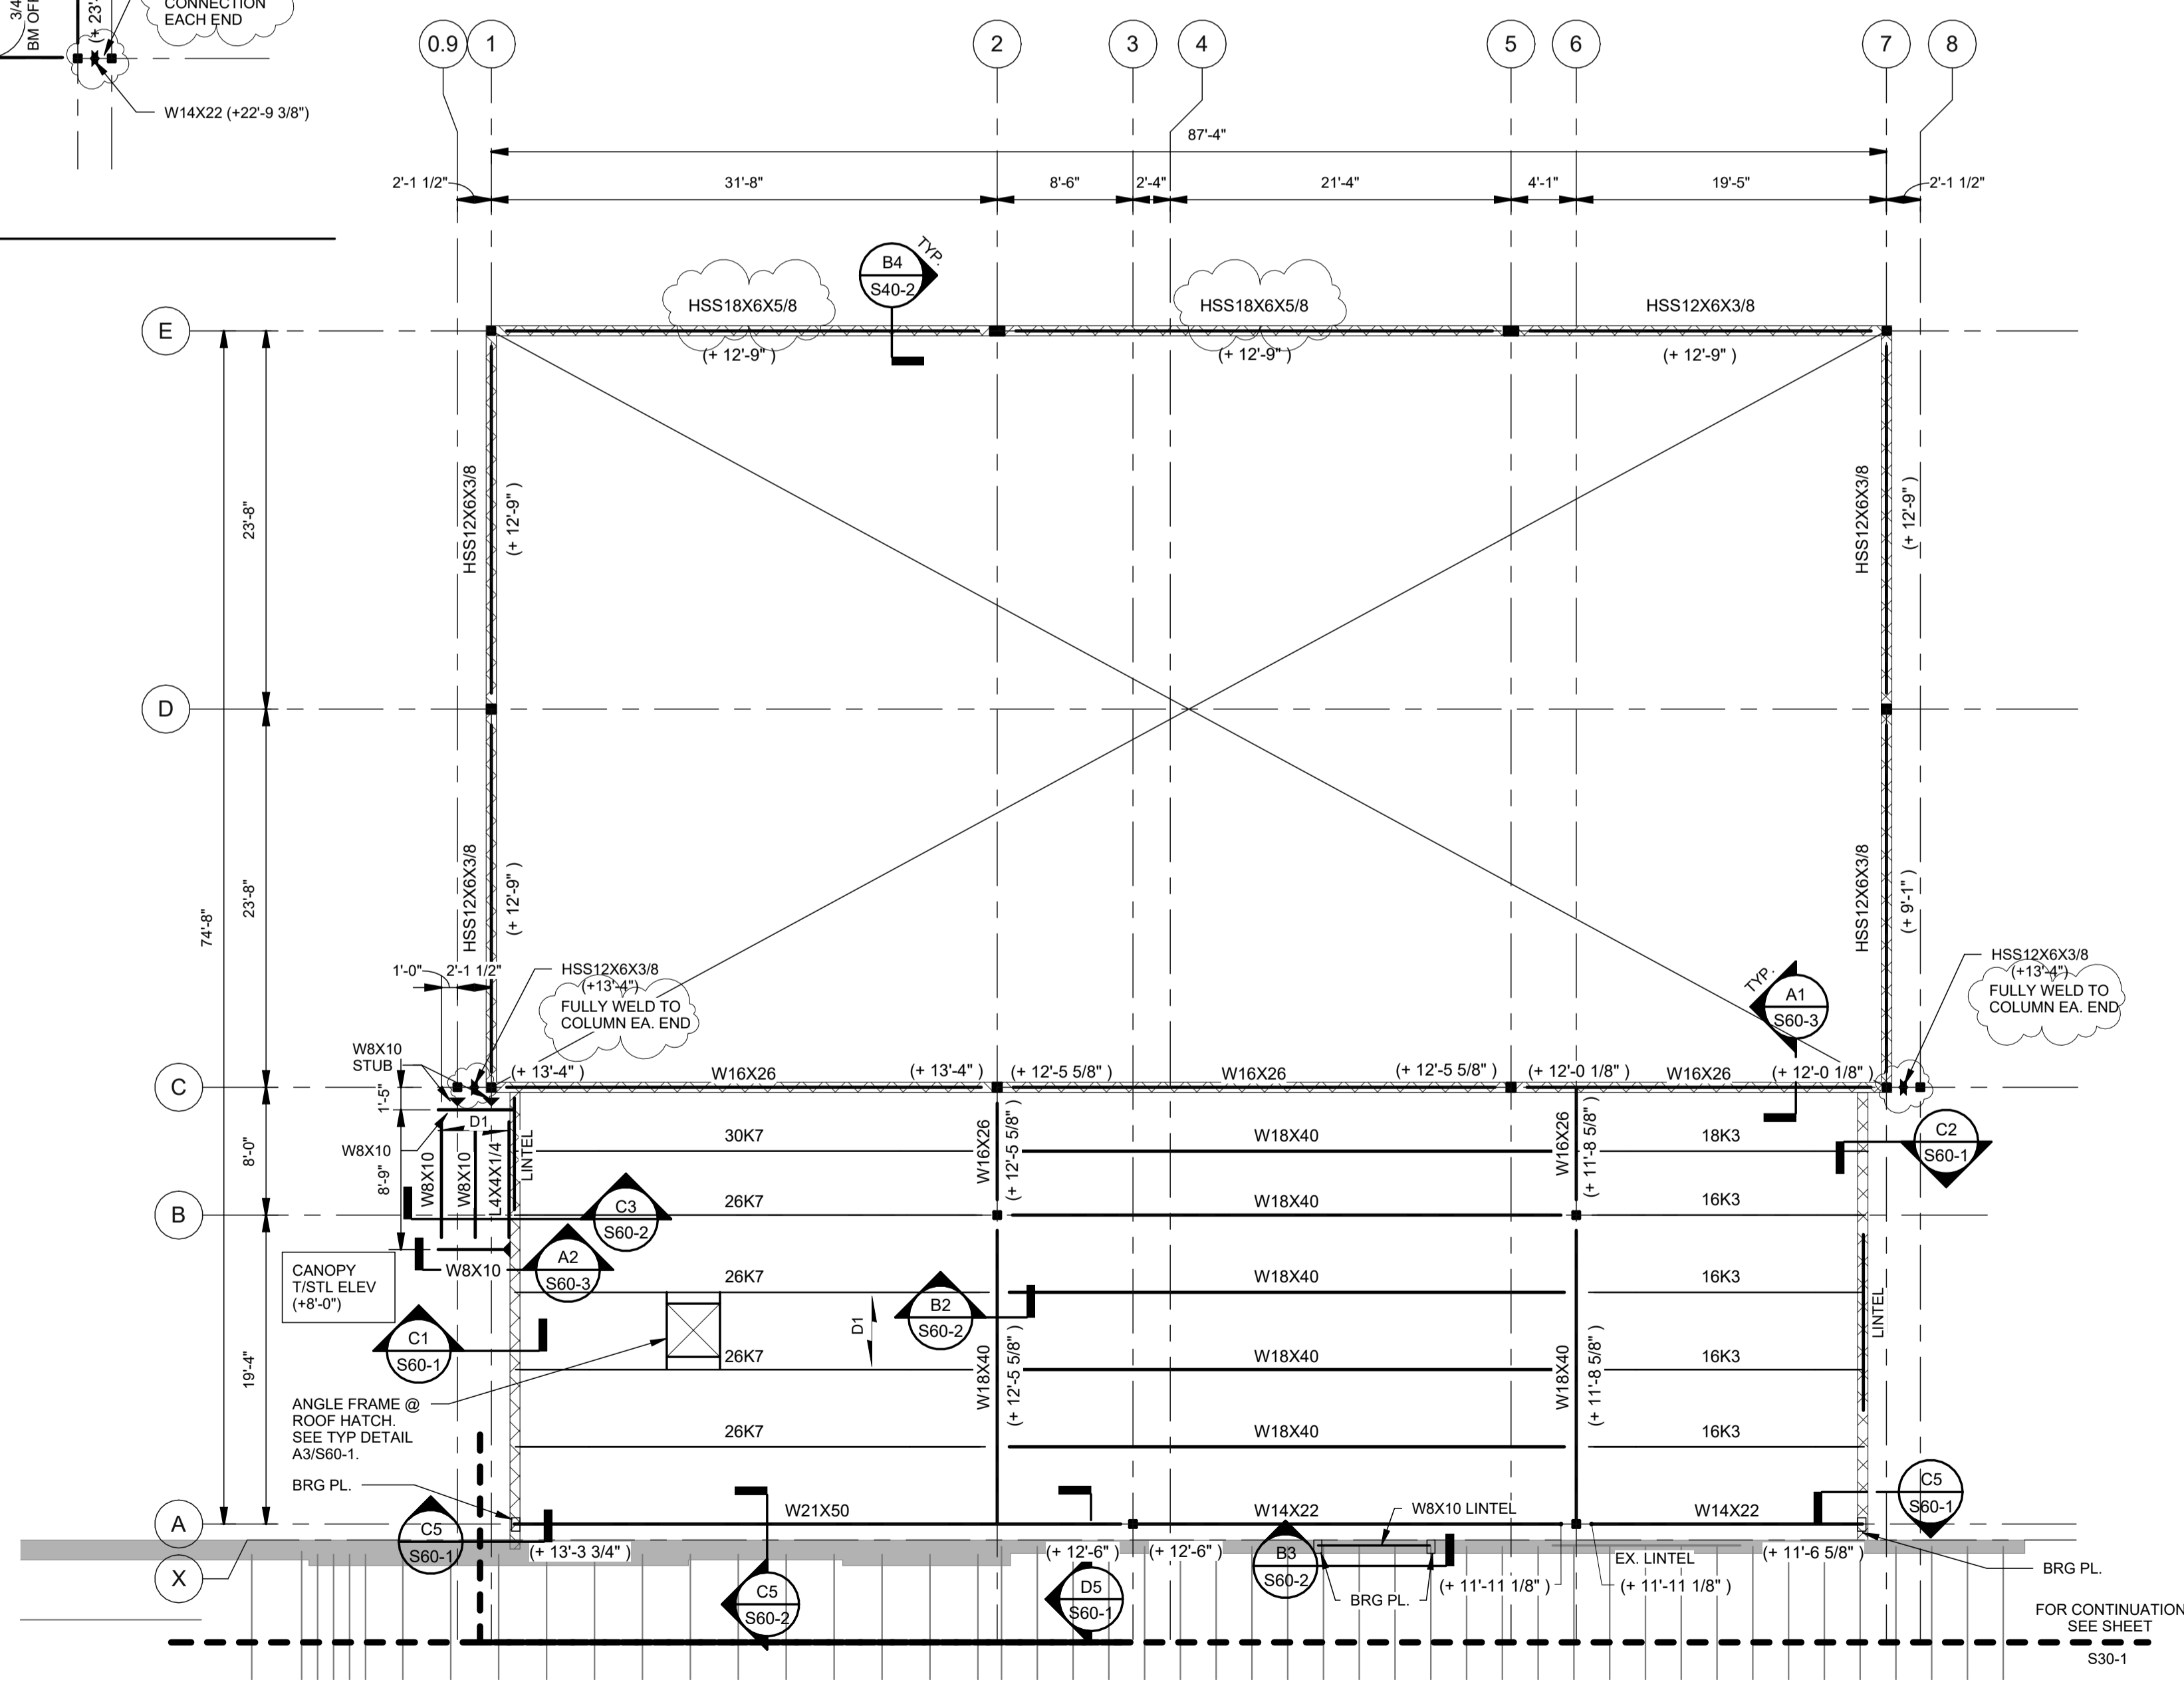 3/4
BM OF
(+ 23'-
CONNECTION
EACH END
W14X22 (+22'-9 3/8")
0.9
1
2
3
4
5
6
7
8
87'-4"
2'-1 1/2"
31'-8"
8'-6"
2'-4"
21'-4"
4'-1"
19'-5"
2'-1 1/2"
B4
S40-2
TYP.
HSS18X6X5/8
HSS18X6X5/8
HSS12X6X3/8
E
(+ 12'-9" )
(+ 12'-9" )
(+ 12'-9" )
23'-8"
HSS12X6X3/8
(+ 12'-9" )
HSS12X6X3/8
(+ 12'-9" )
D
74'-8"
23'-8"
HSS12X6X3/8
(+ 12'-9" )
HSS12X6X3/8
(+ 9'-1" )
1'-0"
2'-1 1/2"
HSS12X6X3/8
(+13'-4")
FULLY WELD TO
COLUMN EA. END
TYP.
A1
S60-3
HSS12X6X3/8
(+13'-4")
FULLY WELD TO
COLUMN EA. END
W8X10
STUB
C
(+ 13'-4" )
W16X26
(+ 13'-4" )
(+ 12'-5 5/8" )
W16X26
(+ 12'-5 5/8" )
(+ 12'-0 1/8" )
W16X26
(+ 12'-0 1/8" )
1'-5"
8'-0"
D1
W8X10
8'-9"
W8X10
W8X10
L4X4X1/4
LINTEL
30K7
W16X26
(+ 12'-5 5/8" )
W18X40
W16X26
(+ 11'-8 5/8" )
18K3
C2
S60-1
B
26K7
C3
S60-2
W18X40
16K3
A2
S60-3
W8X10
CANOPY
T/STL ELEV
(+8'-0")
26K7
B2
S60-2
W18X40
16K3
C1
S60-1
D1
LINTEL
19'-4"
26K7
W18X40
(+ 12'-5 5/8" )
W18X40
W18X40
(+ 11'-8 5/8" )
16K3
ANGLE FRAME @
ROOF HATCH.
SEE TYP DETAIL
A3/S60-1.
26K7
W18X40
16K3
BRG PL.
C5
S60-1
A
C5
S60-1
W21X50
W14X22
W8X10 LINTEL
W14X22
(+ 13'-3 3/4" )
(+ 12'-6" )
(+ 12'-6" )
B3
S60-2
EX. LINTEL
(+ 11'-6 5/8" )
X
C5
S60-2
D5
S60-1
BRG PL.
(+ 11'-11 1/8" )
(+ 11'-11 1/8" )
BRG PL.
FOR CONTINUATION
SEE SHEET
S30-1